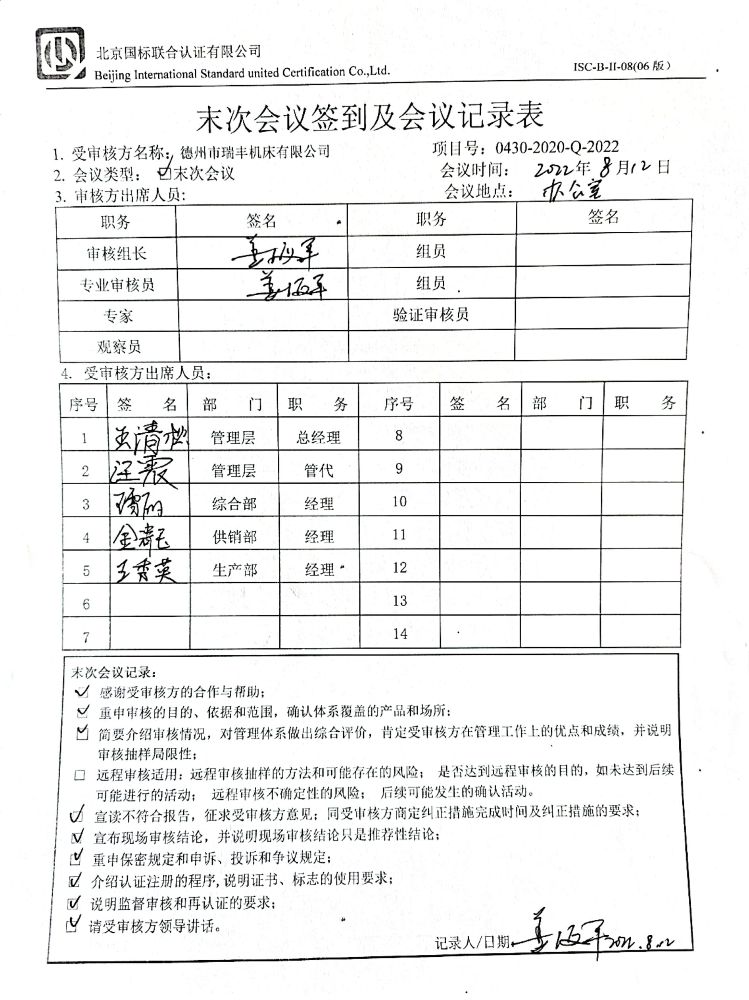 北京国标联合认证有限公司
Beijing International Standard united Certification Co.,Ltd.
ISC-B-II-08(06 版)
末次会议签到及会议记录表
1. 受审核方名称: 德州市瑞丰机床有限公司 项目号: 0430-2020-Q-2022
2. 会议类型: ☑末次会议 会议时间: 2022年 8月12日
3. 审核方出席人员: 会议地点: 办公室
职务 签名 职务 签名
审核组长 组员
专业审核员 组员
专家 验证审核员
观察员
4. 受审核方出席人员:
序号 签 名 部 门 职 务 序号 签 名 部 门 职 务
1 管理层 总经理 8
2 汪霞 管理层 管代 9
3 综合部 经理 10
4 供销部 经理 11
5 王秀英 生产部 经理 12
6 13
7 14
末次会议记录:
☑ 感谢受审核方的合作与帮助;
☑ 重申审核的目的、依据和范围, 确认体系覆盖的产品和场所;
☑ 简要介绍审核情况, 对管理体系做出综合评价, 肯定受审核方在管理工作上的优点和成绩, 并说明
审核抽样局限性;
☐ 远程审核适用: 远程审核抽样的方法和可能存在的风险; 是否达到远程审核的目的, 如未达到后续
可能进行的活动; 远程审核不确定性的风险; 后续可能发生的确认活动。
☑ 宣读不符合报告, 征求受审核方意见; 同受审核方商定纠正措施完成时间及纠正措施的要求;
☑ 宣布现场审核结论, 并说明现场审核结论只是推荐性结论;
☑ 重申保密规定和申诉、投诉和争议规定;
☑ 介绍认证注册的程序, 说明证书、标志的使用要求;
☑ 说明监督审核和再认证的要求;
☑ 请受审核方领导讲话。
记录人/日期: 2022.8.12